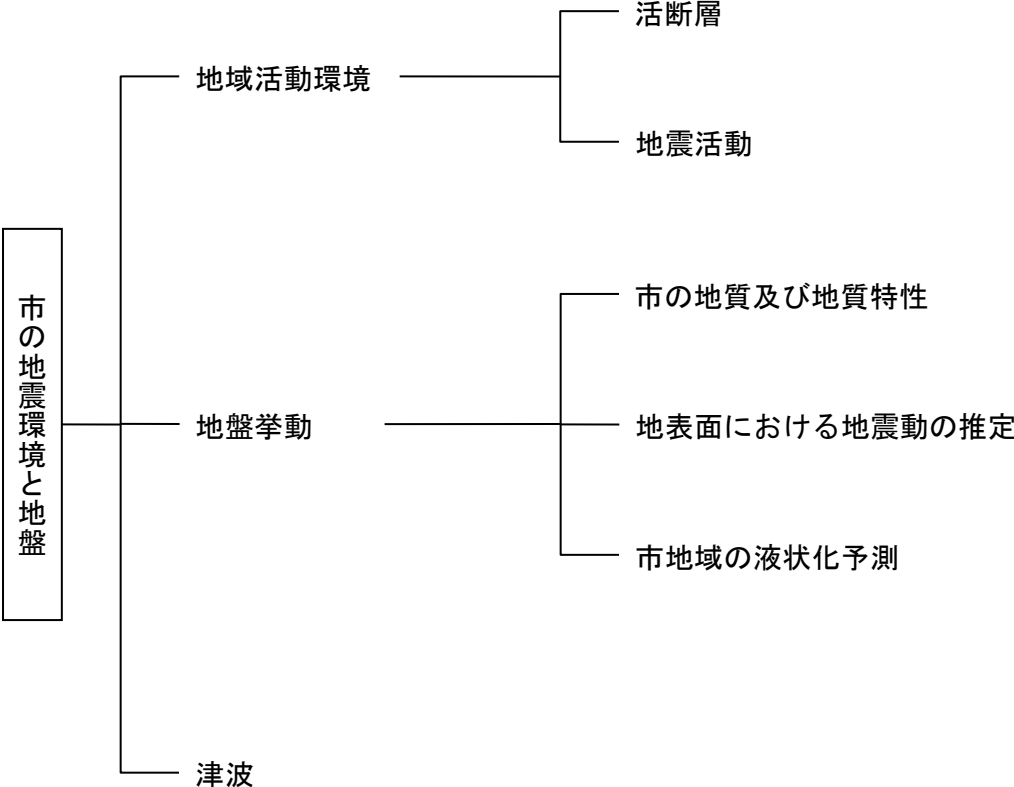 市の地震環境と地盤
地域活動環境
活断層
地震活動
地盤挙動
市の地質及び地質特性
地表面における地震動の推定
市地域の液状化予測
津波